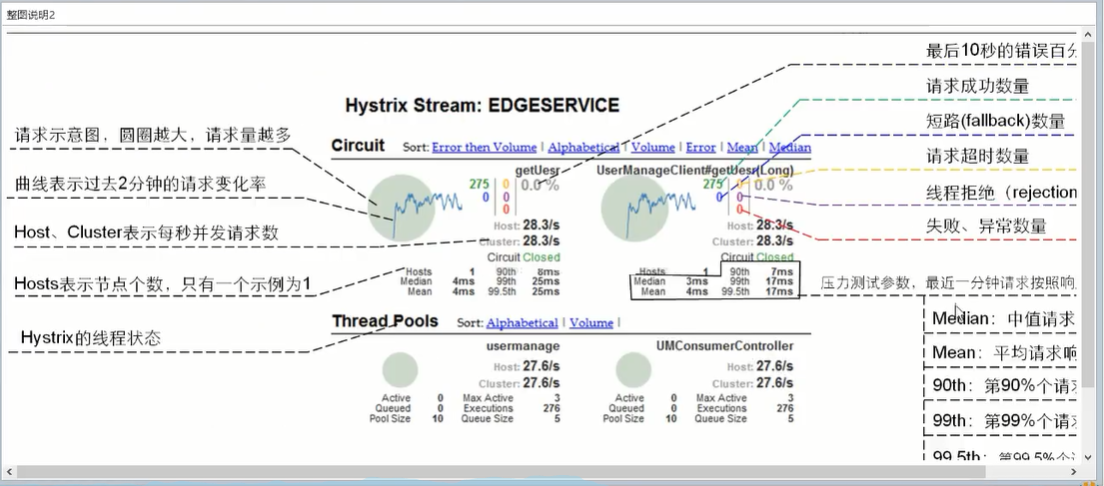 整图说明2
最后10秒的错误百分
请求成功数量
短路(fallback)数量
请求超时数量
线程拒绝（rejection
失败、异常数量
Hystrix Stream: EDGESERVICE
请求示意图，圆圈越大，请求量越多
曲线表示过去2分钟的请求变化率
Host、Cluster表示每秒并发请求数
Hosts表示节点个数，只有一个示例为1
Hystrix的线程状态
Circuit Sort: Error then Volume | Alphabetical | Volume | Error | Mean | Median
getUesr
275 0 0.0 %
0 0
0
Host: 28.3/s
Cluster: 28.3/s
Circuit Closed
Hosts 1 90th 8ms
Median 4ms 99th 25ms
Mean 4ms 99.5th 25ms
UserManageClient#getUesr(Long)
275 0 0.0 %
0 0
0
Host: 28.3/s
Cluster: 28.3/s
Circuit Closed
Hosts 1 90th 7ms
Median 3ms 99th 17ms
Mean 4ms 99.5th 17ms
压力测试参数，最近一分钟请求按照响
Median：中值请求
Mean：平均请求响
90th：第90%个请求
99th：第99%个请求
99.5th：第99.5%个
Thread Pools Sort: Alphabetical | Volume |
usermanage
Host: 27.6/s
Cluster: 27.6/s
Active 0 Max Active 3
Queued 0 Executions 276
Pool Size 10 Queue Size 5
UMConsumerController
Host: 27.6/s
Cluster: 27.6/s
Active 0 Max Active 3
Queued 0 Executions 276
Pool Size 10 Queue Size 5